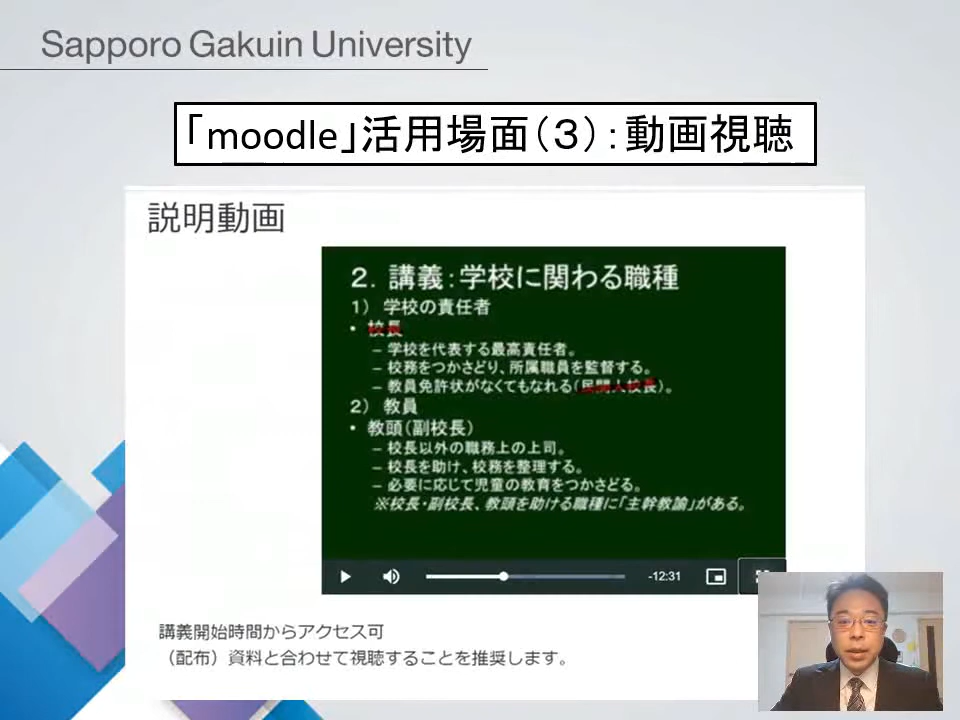 Sapporo Gakuin University
「moodle」活用場面(3):動画視聴
説明動画
2. 講義:学校に関わる職種
1) 学校の責任者
• 校長
– 学校を代表する最高責任者。
– 校務をつかさどり、所属職員を監督する。
– 教員免許状がなくてもなれる(民間人校長)。
2) 教員
• 教頭(副校長)
– 校長以外の職務上の上司。
– 校長を助け、校務を整理する。
– 必要に応じて児童の教育をつかさどる。
※校長・副校長、教頭を助ける職種に「主幹教諭」がある。
-12:31
講義開始時間からアクセス可
(配布)資料と合わせて視聴することを推奨します。